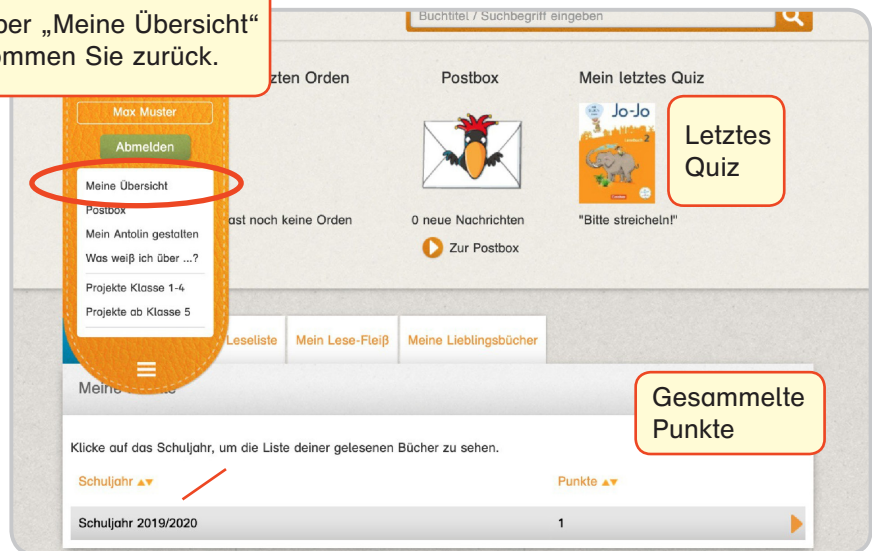 ber „Meine Übersicht“
ommen Sie zurück.
Buchtitel / Suchbegriff eingeben
zten Orden
Postbox
Mein letztes Quiz
Max Muster
Abmelden
Meine Übersicht
Postbox
Mein Antolin gestalten
Was weiß ich über ...?
Projekte Klasse 1-4
Projekte ab Klasse 5
Jo-Jo
2
Letztes
Quiz
ast noch keine Orden
0 neue Nachrichten
"Bitte streicheln!"
Zur Postbox
Leseliste
Mein Lese-Fleiß
Meine Lieblingsbücher
Meine
Gesammelte
Punkte
Klicke auf das Schuljahr, um die Liste deiner gelesenen Bücher zu sehen.
Schuljahr
Punkte
Schuljahr 2019/2020
1